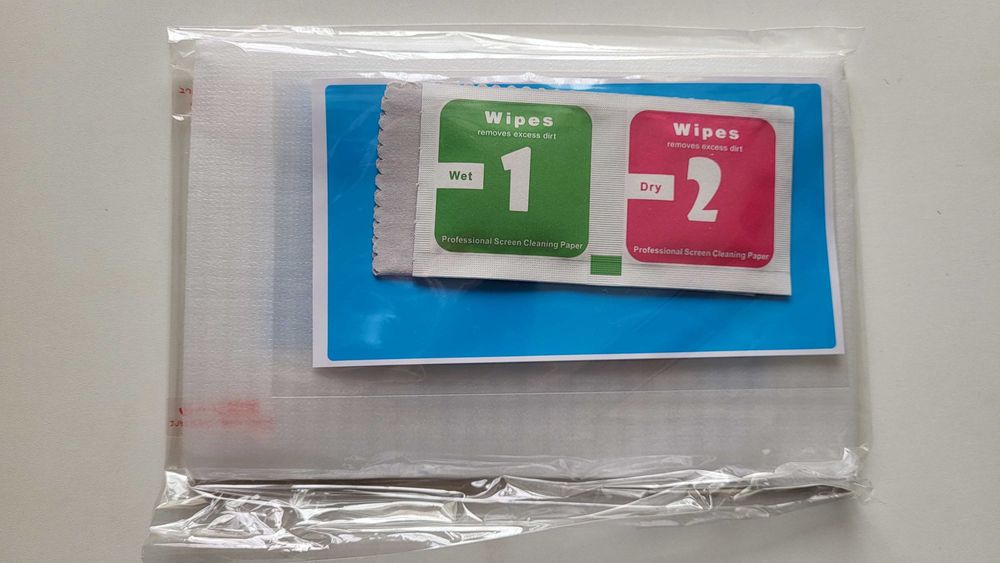 Wipes
removes excess dirt
Wet
1
Professional Screen Cleaning Paper
Wipes
removes excess dirt
Dry
2
Professional Screen Cleaning Paper